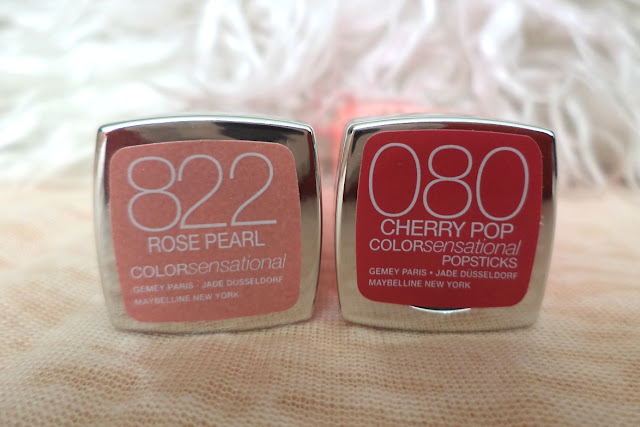 822
ROSE PEARL
COLORsensational
GEMEY PARIS · JADE DUSSELDORF
MAYBELLINE NEW YORK
080
CHERRY POP
COLORsensational
POPSTICKS
GEMEY PARIS · JADE DÜSSELDORF
MAYBELLINE NEW YORK